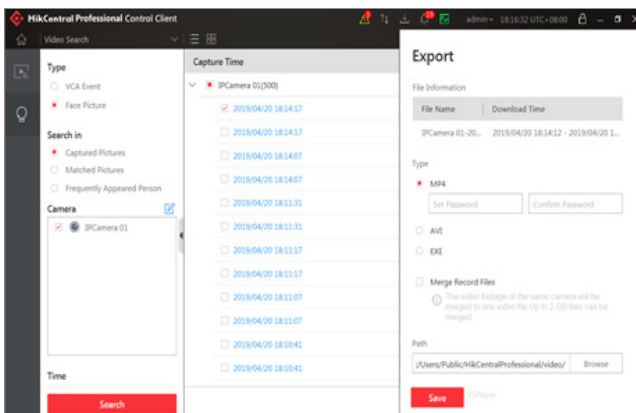 HikCentral Professional Control Client
admin 18:16:32 UTC+08:00
Video Search
Type
VCA Event
Face Picture
Search in
Captured Pictures
Matched Pictures
Frequently Appeared Person
Camera
IPCamera 01
Time
Search
Capture Time
IPCamera 01(500)
2019/04/20 18:14:17
2019/04/20 18:14:17
2019/04/20 18:14:07
2019/04/20 18:14:07
2019/04/20 18:11:31
2019/04/20 18:11:31
2019/04/20 18:11:17
2019/04/20 18:11:17
2019/04/20 18:11:07
2019/04/20 18:11:07
2019/04/20 18:10:41
2019/04/20 18:10:41
Export
File Information
File Name Download Time
IPCamera 01-20... 2019/04/20 18:14:12 - 2019/04/20 1...
Type
MP4
Set Password Confirm Password
AVI
EXE
Merge Record Files
The video footage of the same camera will be
merged to one video file Up to 2 GB files can be
merged.
Path
:/Users/Public/HikCentralProfessional/video/ Browse
Save VSPlayer